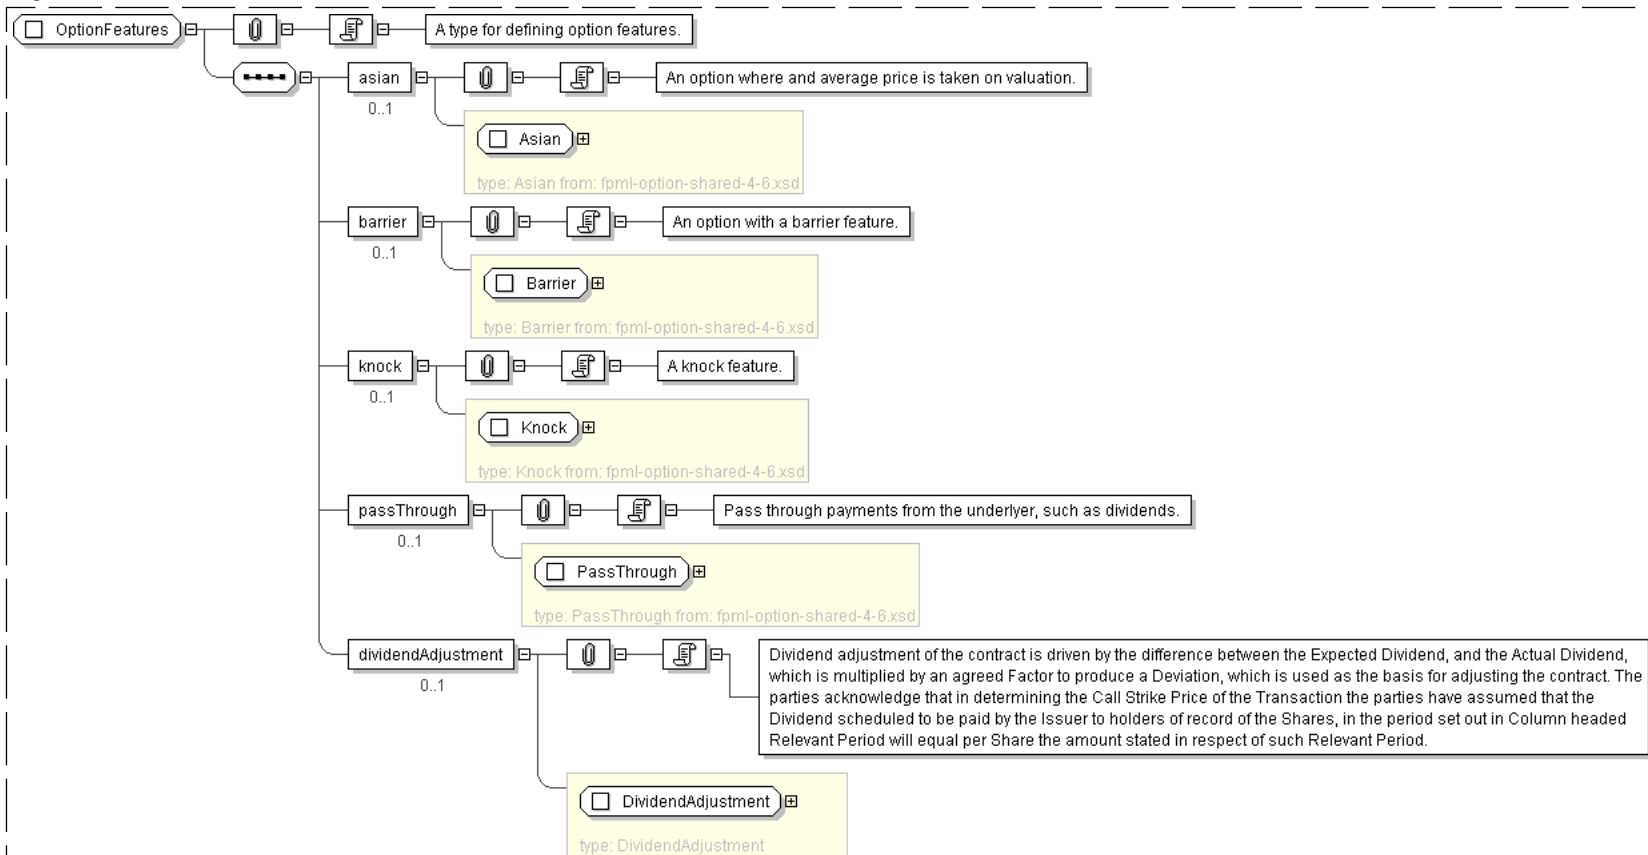 OptionFeatures
A type for defining option features.
asian
An option where and average price is taken on valuation.
0..1
Asian
type: Asian from: fpml-option-shared-4-6.xsd
barrier
An option with a barrier feature.
0..1
Barrier
type: Barrier from: fpml-option-shared-4-6.xsd
knock
A knock feature.
0..1
Knock
type: Knock from: fpml-option-shared-4-6.xsd
passThrough
Pass through payments from the underlyer, such as dividends.
0..1
PassThrough
type: PassThrough from: fpml-option-shared-4-6.xsd
dividendAdjustment
0..1
Dividend adjustment of the contract is driven by the difference between the Expected Dividend, and the Actual Dividend,
which is multiplied by an agreed Factor to produce a Deviation, which is used as the basis for adjusting the contract. The
parties acknowledge that in determining the Call Strike Price of the Transaction the parties have assumed that the
Dividend scheduled to be paid by the Issuer to holders of record of the Shares, in the period set out in Column headed
Relevant Period will equal per Share the amount stated in respect of such Relevant Period.
DividendAdjustment
type: DividendAdjustment